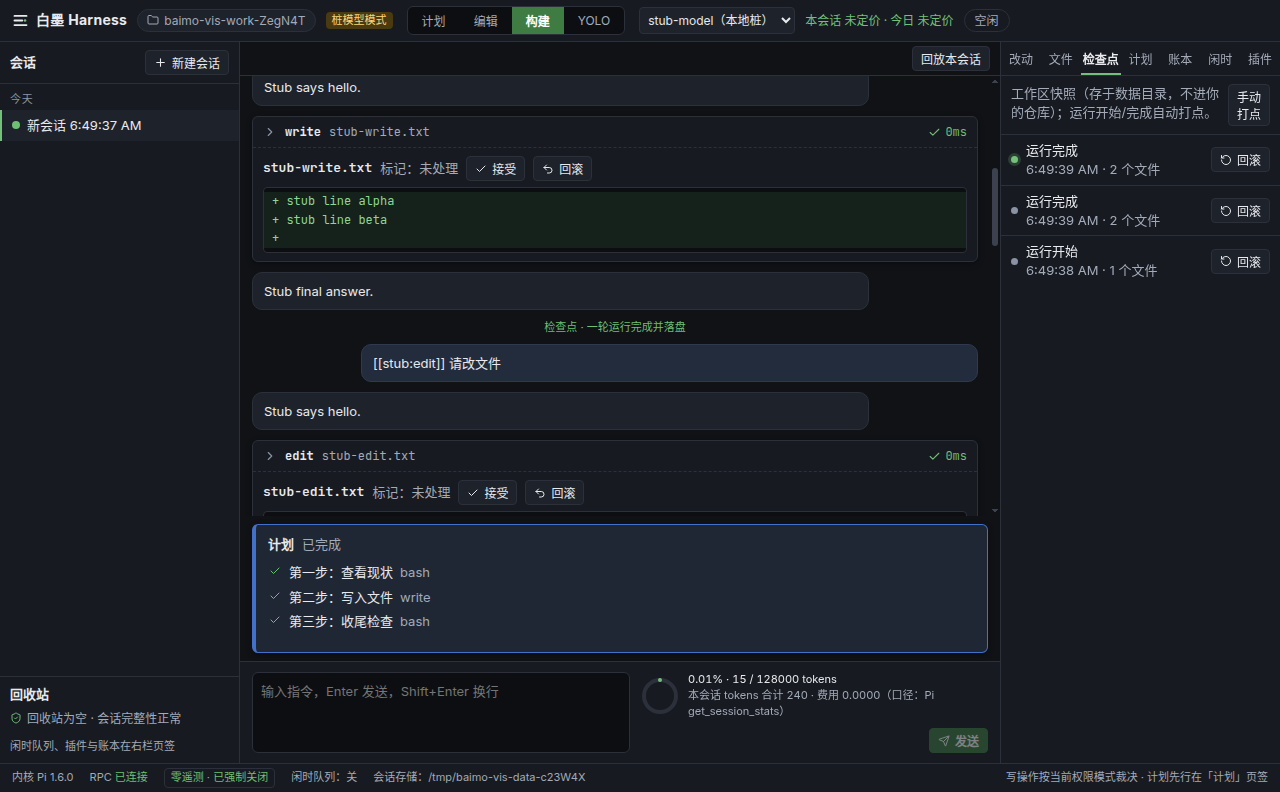 白墨 Harness
baimo-vis-work-ZegN4T
桩模型模式
计划 编辑 构建 YOLO
stub-model（本地桩）
本会话 未定价 · 今日 未定价
空闲
会话
新建会话
今天
新会话 6:49:37 AM
回收站
回收站为空 · 会话完整性正常
闲时队列、插件与账本在右栏页签
回放本会话
Stub says hello.
write stub-write.txt 0ms
stub-write.txt 标记：未处理 接受 回滚
+ stub line alpha
+ stub line beta
+
Stub final answer.
检查点 · 一轮运行完成并落盘
[[stub:edit]] 请改文件
Stub says hello.
edit stub-edit.txt 0ms
stub-edit.txt 标记：未处理 接受 回滚
计划 已完成
第一步：查看现状 bash
第二步：写入文件 write
第三步：收尾检查 bash
输入指令，Enter 发送，Shift+Enter 换行
0.01% · 15 / 128000 tokens
本会话 tokens 合计 240 · 费用 0.0000（口径：Pi
get_session_stats）
发送
改动 文件 检查点 计划 账本 闲时 插件
工作区快照（存于数据目录，不进你
的仓库）；运行开始/完成自动打点。
手动
打点
运行完成
6:49:39 AM · 2 个文件
回滚
运行完成
6:49:39 AM · 2 个文件
回滚
运行开始
6:49:38 AM · 1 个文件
回滚
内核 Pi 1.6.0
RPC 已连接
零遥测 · 已强制关闭
闲时队列：关
会话存储：/tmp/baimo-vis-data-c23W4X
写操作按当前权限模式裁决 · 计划先行在「计划」页签